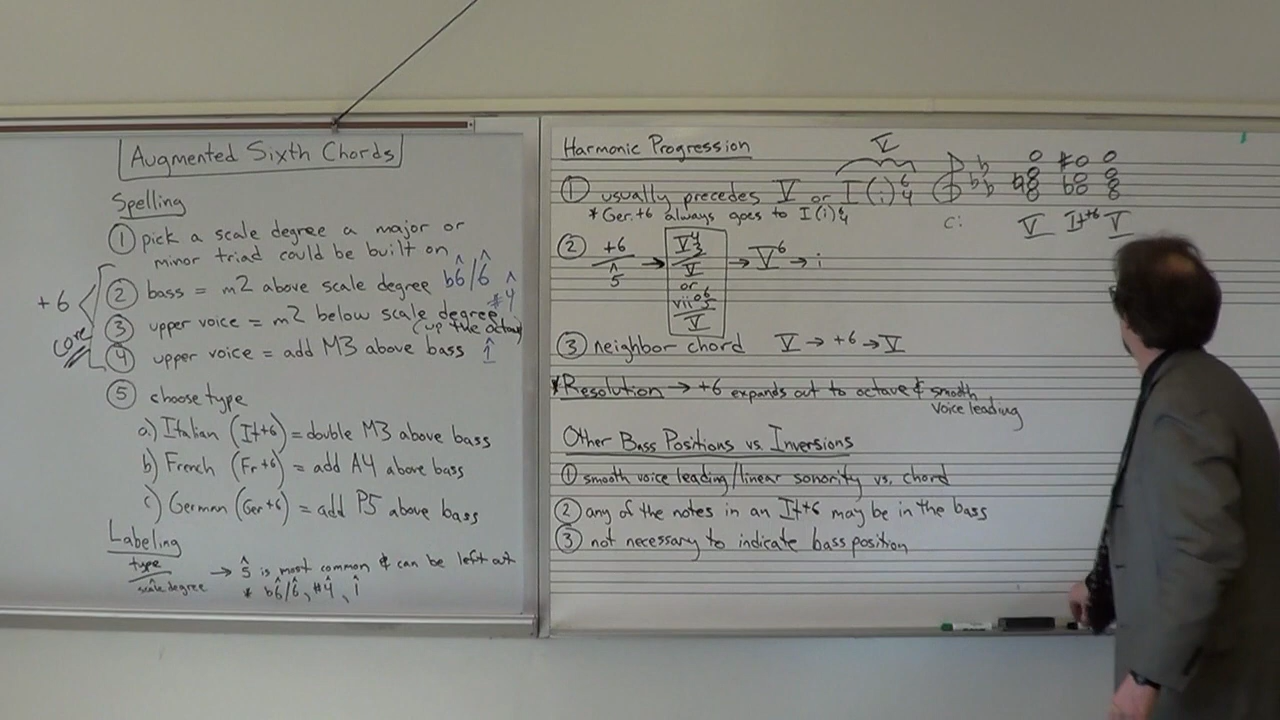 Augmented Sixth Chords
Spelling
① pick a scale degree a major or
minor triad could be built on
② bass = m2 above scale degree b6̂/6̂
③ upper voice = m2 below scale degree #4̂
(up the octave)
④ upper voice = add M3 above bass 1̂
+6
core
⑤ choose type
a.) Italian (It+6) = double M3 above bass
b.) French (Fr+6) = add A4 above bass
c.) German (Ger+6) = add P5 above bass
Labeling
type
scale degree
→ 5̂ is most common & can be left out
* b6̂/6̂, #4̂, 1̂
Harmonic Progression
V
① usually precedes V or I(i)6/4
* Ger.+6 always goes to I(i)6/4
c: V It+6 V
② +6/5̂ → V4/3/V or viio6/5/V → V6 → i
③ neighbor chord V → +6 → V
*Resolution → +6 expands out to octave & smooth
voice leading
Other Bass Positions vs. Inversions
① smooth voice leading/linear sonority vs. chord
② any of the notes in an It+6 may be in the bass
③ not necessary to indicate bass position